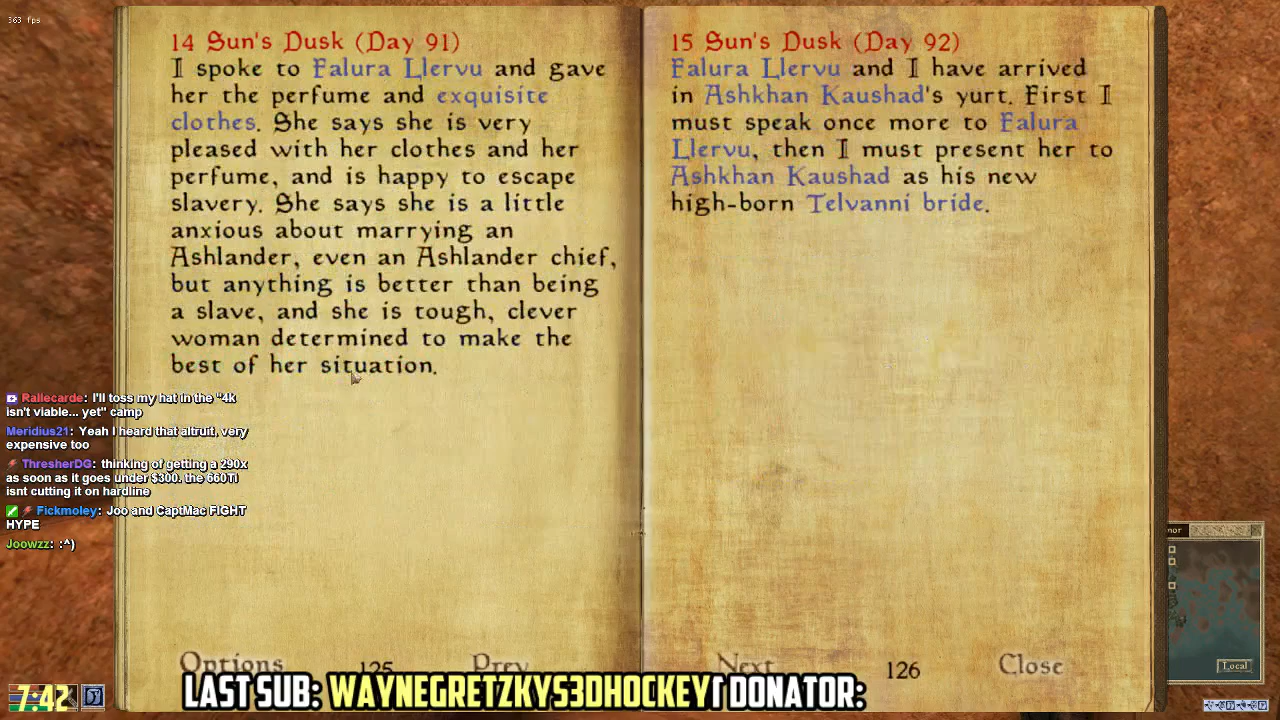 363 fps
14 Sun's Dusk (Day 91)
I spoke to Falura Llervu and gave
her the perfume and exquisite
clothes. She says she is very
pleased with her clothes and her
perfume, and is happy to escape
slavery. She says she is a little
anxious about marrying an
Ashlander, even an Ashlander chief,
but anything is better than being
a slave, and she is tough, clever
woman determined to make the
best of her situation.
15 Sun's Dusk (Day 92)
Falura Llervu and I have arrived
in Ashkhan Kaushad's yurt. First I
must speak once more to Falura
Llervu, then I must present her to
Ashkhan Kaushad as his new
high-born Telvanni bride.
Rallecarde: I'll toss my hat in the "4k
isn't viable... yet" camp
Meridius21: Yeah I heard that altruit, very
expensive too
ThresherDG: thinking of getting a 290x
as soon as it goes under $300. the 660Ti
isnt cutting it on hardline
Fickmoley: Joo and CaptMac FIGHT
HYPE
Joowzz: :^)
Options
125
Prev
Next
126
Close
Local
7:42
LAST SUB: WAYNEGRETZKYS3DHOCKEY
DONATOR: